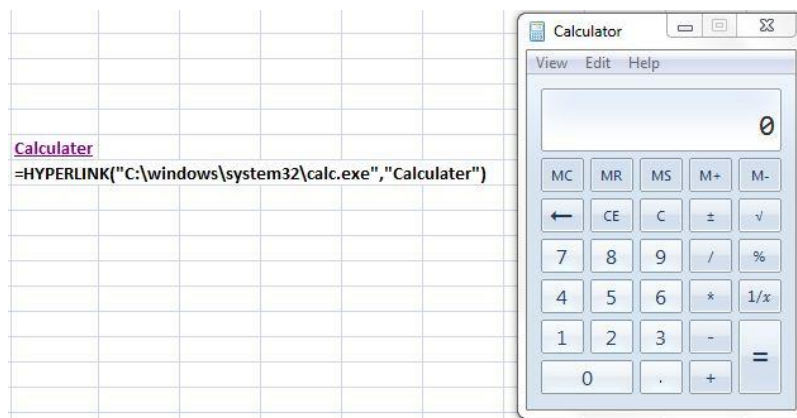 Calculater
=HYPERLINK("C:\windows\system32\calc.exe","Calculater")
Calculator
View Edit Help
0
MC MR MS M+ M-
← CE C ± √
7 8 9 / %
4 5 6 * 1/x
1 2 3 - =
0 . +